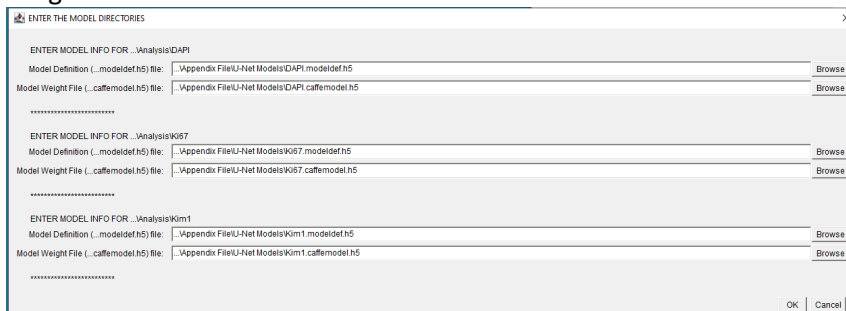 ENTER THE MODEL DIRECTORIES
ENTER MODEL INFO FOR ...\Analysis\DAPI
Model Definition (...modeldef.h5) file: ...\Appendix File\U-Net Models\DAPI.modeldef.h5 Browse
Model Weight File (...caffemodel.h5) file: ...\Appendix File\U-Net Models\DAPI.caffemodel.h5 Browse
*************************
ENTER MODEL INFO FOR ...\Analysis\Ki67
Model Definition (...modeldef.h5) file: ...\Appendix File\U-Net Models\Ki67.modeldef.h5 Browse
Model Weight File (...caffemodel.h5) file: ...\Appendix File\U-Net Models\Ki67.caffemodel.h5 Browse
*************************
ENTER MODEL INFO FOR ...\Analysis\Kim1
Model Definition (...modeldef.h5) file: ...\Appendix File\U-Net Models\Kim1.modeldef.h5 Browse
Model Weight File (...caffemodel.h5) file: ...\Appendix File\U-Net Models\Kim1.caffemodel.h5 Browse
*************************
OK Cancel